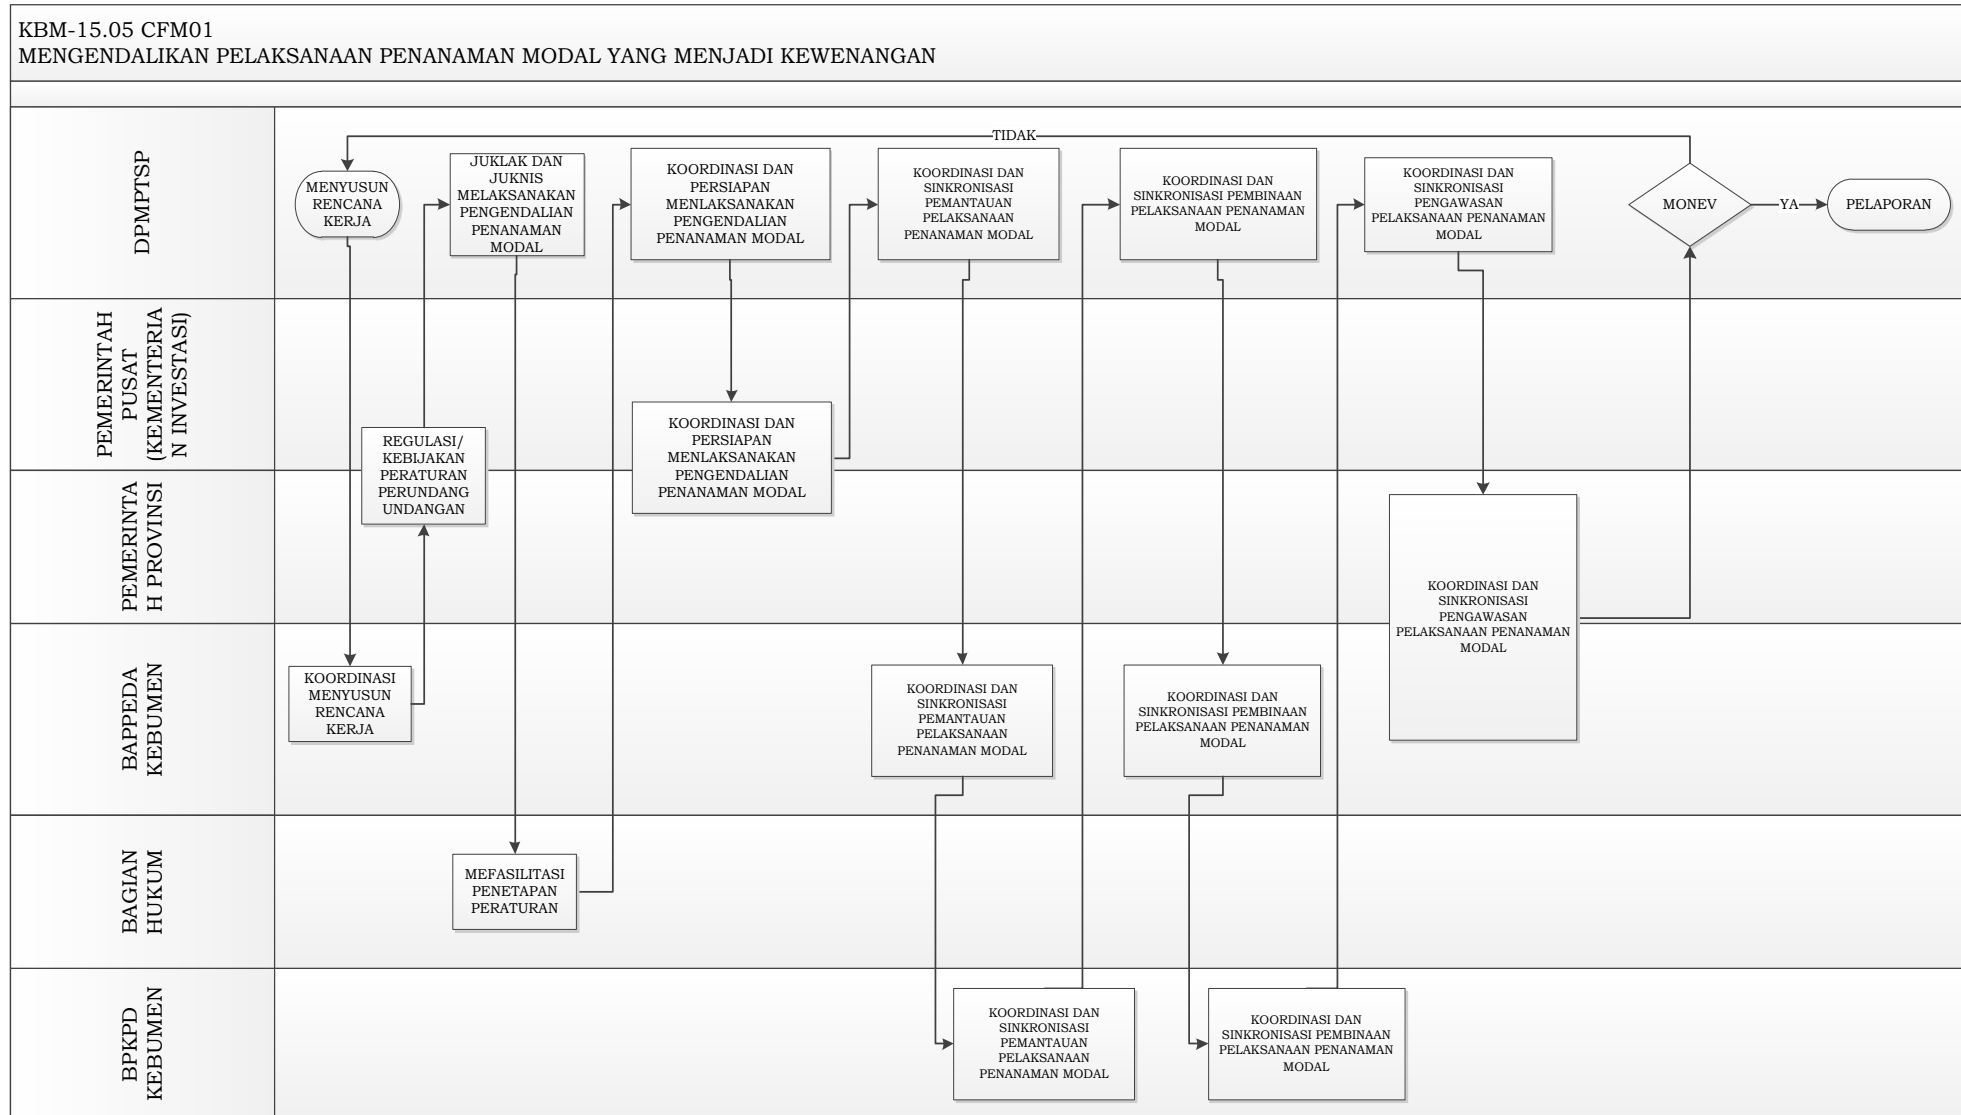 KBM-15.05 CFM01
MENGENDALIKAN PELAKSANAAN PENANAMAN MODAL YANG MENJADI KEWENANGAN
DPMPTSP
TIDAK
MENYUSUN
RENCANA
KERJA
JUKLAK DAN
JUKNIS
MELAKSANAKAN
PENGENDALIAN
PENANAMAN
MODAL
KOORDINASI DAN
PERSIAPAN
MENLAKSANAKAN
PENGENDALIAN
PENANAMAN MODAL
KOORDINASI DAN
SINKRONISASI
PEMANTAUAN
PELAKSANAAN
PENANAMAN MODAL
KOORDINASI DAN
SINKRONISASI PEMBINAAN
PELAKSANAAN PENANAMAN
MODAL
KOORDINASI DAN
SINKRONISASI
PENGAWASAN
PELAKSANAAN PENANAMAN
MODAL
MONEV
YA
PELAPORAN
PEMERINTAH
PUSAT
(KEMENTERIA
N INVESTASI)
REGULASI/
KEBIJAKAN
PERATURAN
PERUNDANG
UNDANGAN
KOORDINASI DAN
PERSIAPAN
MENLAKSANAKAN
PENGENDALIAN
PENANAMAN MODAL
PEMERINTA
H PROVINSI
KOORDINASI DAN
SINKRONISASI
PENGAWASAN
PELAKSANAAN PENANAMAN
MODAL
BAPPEDA
KEBUMEN
KOORDINASI
MENYUSUN
RENCANA
KERJA
KOORDINASI DAN
SINKRONISASI
PEMANTAUAN
PELAKSANAAN
PENANAMAN MODAL
KOORDINASI DAN
SINKRONISASI PEMBINAAN
PELAKSANAAN PENANAMAN
MODAL
BAGIAN
HUKUM
MEFASILITASI
PENETAPAN
PERATURAN
BPKPD
KEBUMEN
KOORDINASI DAN
SINKRONISASI
PEMANTAUAN
PELAKSANAAN
PENANAMAN MODAL
KOORDINASI DAN
SINKRONISASI PEMBINAAN
PELAKSANAAN PENANAMAN
MODAL